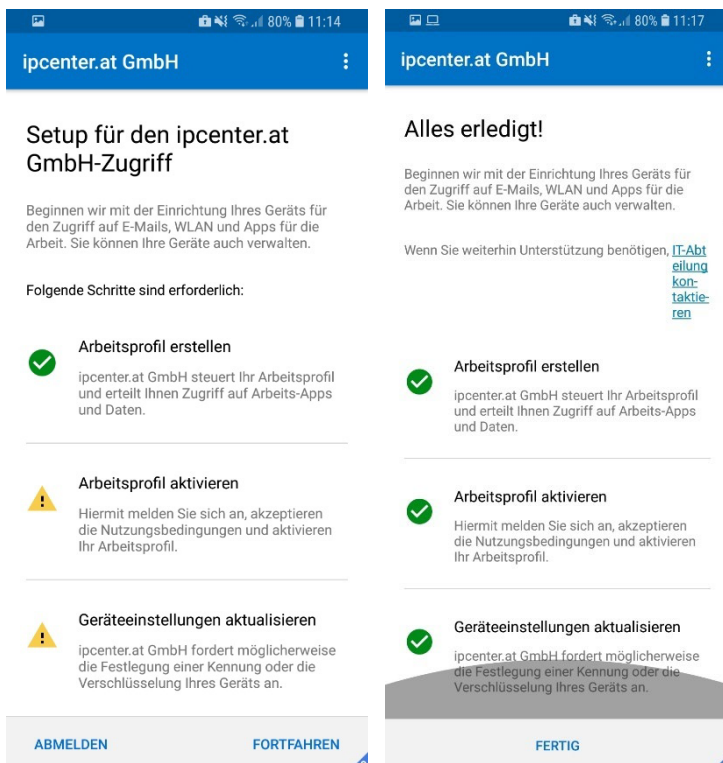 80% 11:14
ipcenter.at GmbH
Setup für den ipcenter.at
GmbH-Zugriff
Beginnen wir mit der Einrichtung Ihres Geräts für
den Zugriff auf E-Mails, WLAN und Apps für die
Arbeit. Sie können Ihre Geräte auch verwalten.
Folgende Schritte sind erforderlich:
Arbeitsprofil erstellen
ipcenter.at GmbH steuert Ihr Arbeitsprofil
und erteilt Ihnen Zugriff auf Arbeits-Apps
und Daten.
Arbeitsprofil aktivieren
Hiermit melden Sie sich an, akzeptieren
die Nutzungsbedingungen und aktivieren
Ihr Arbeitsprofil.
Geräteeinstellungen aktualisieren
ipcenter.at GmbH fordert möglicherweise
die Festlegung einer Kennung oder die
Verschlüsselung Ihres Geräts an.
ABMELDEN FORTFAHREN
80% 11:17
ipcenter.at GmbH
Alles erledigt!
Beginnen wir mit der Einrichtung Ihres Geräts für
den Zugriff auf E-Mails, WLAN und Apps für die
Arbeit. Sie können Ihre Geräte auch verwalten.
Wenn Sie weiterhin Unterstützung benötigen, IT-Abt
eilung
kon-
taktie-
ren
Arbeitsprofil erstellen
ipcenter.at GmbH steuert Ihr Arbeitsprofil
und erteilt Ihnen Zugriff auf Arbeits-Apps
und Daten.
Arbeitsprofil aktivieren
Hiermit melden Sie sich an, akzeptieren
die Nutzungsbedingungen und aktivieren
Ihr Arbeitsprofil.
Geräteeinstellungen aktualisieren
ipcenter.at GmbH fordert möglicherweise
die Festlegung einer Kennung oder die
Verschlüsselung Ihres Geräts an.
FERTIG